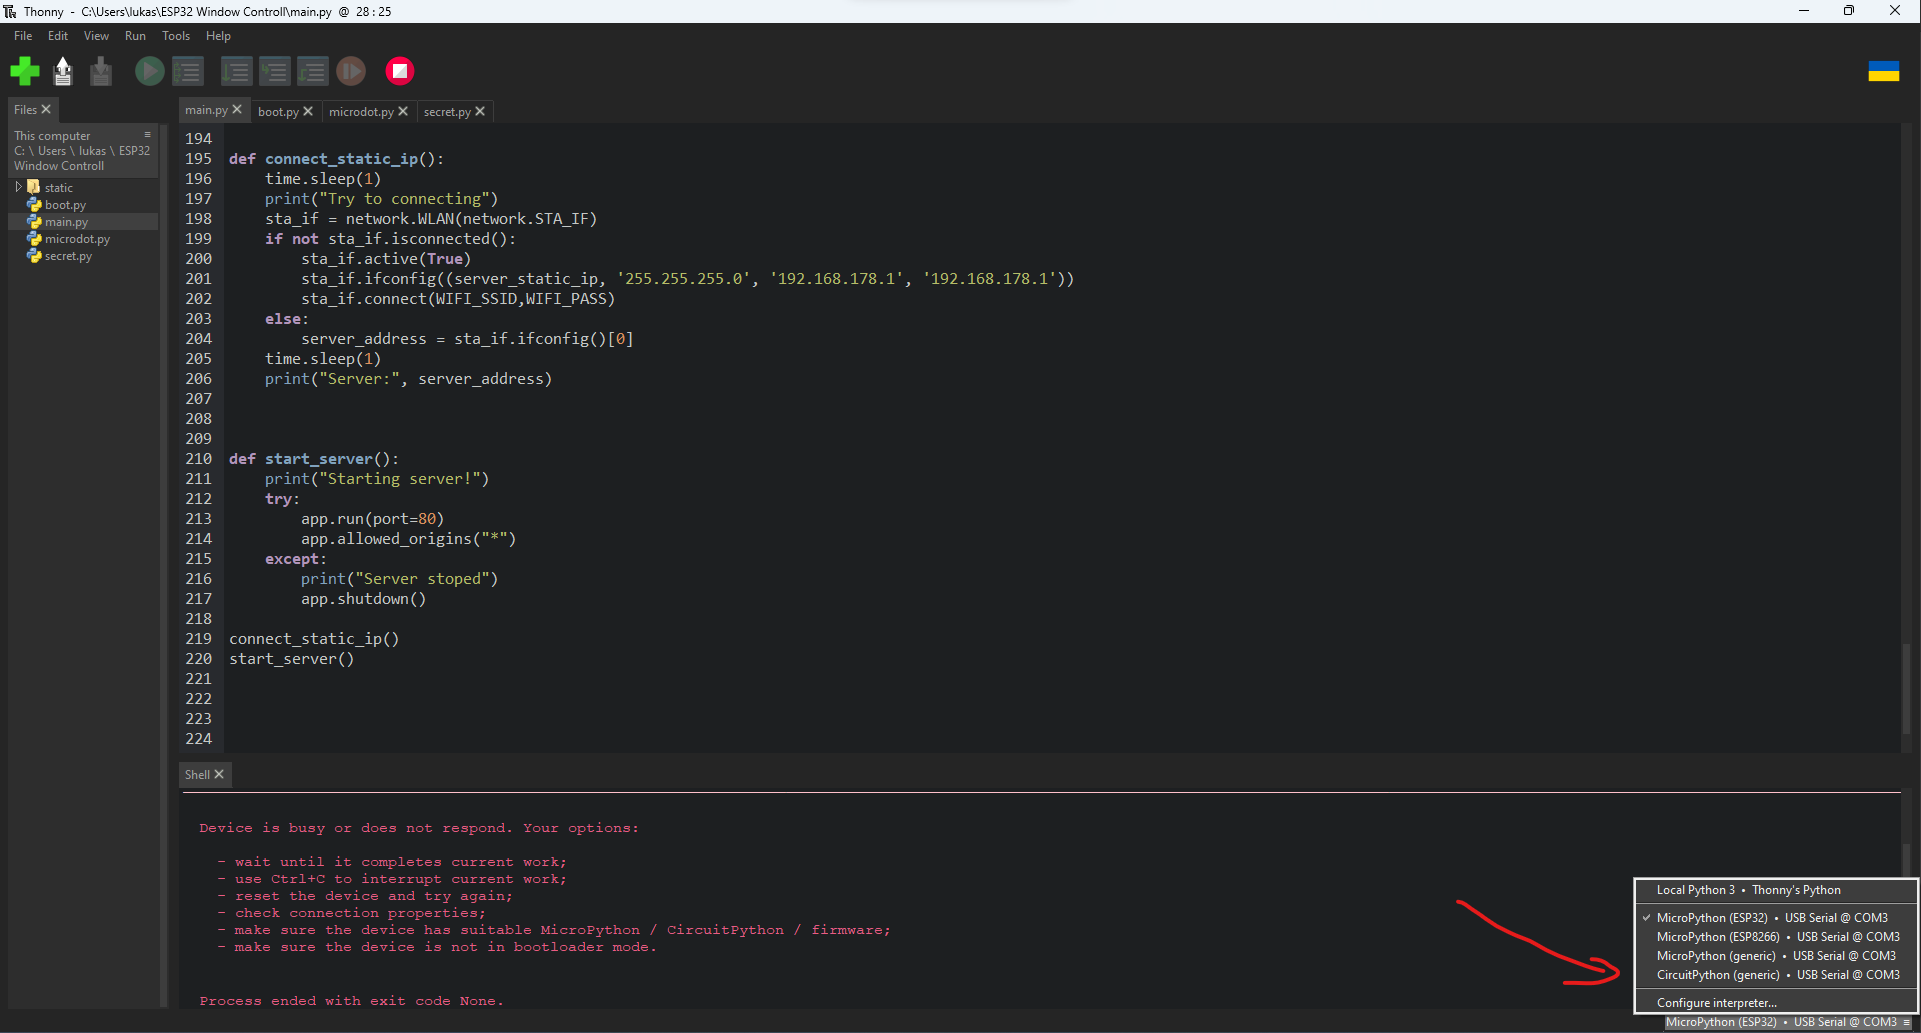 Thonny - C:\Users\lukas\ESP32 Window Controll\main.py @ 28 : 25
File Edit View Run Tools Help
Files
This computer
C: \ Users \ lukas \ ESP32
Window Controll
static
boot.py
main.py
microdot.py
secret.py
main.py boot.py microdot.py secret.py
194
195 def connect_static_ip():
196     time.sleep(1)
197     print("Try to connecting")
198     sta_if = network.WLAN(network.STA_IF)
199     if not sta_if.isconnected():
200         sta_if.active(True)
201         sta_if.ifconfig((server_static_ip, '255.255.255.0', '192.168.178.1', '192.168.178.1'))
202         sta_if.connect(WIFI_SSID,WIFI_PASS)
203     else:
204         server_address = sta_if.ifconfig()[0]
205     time.sleep(1)
206     print("Server:", server_address)
207
208
209
210 def start_server():
211     print("Starting server!")
212     try:
213         app.run(port=80)
214         app.allowed_origins("*")
215     except:
216         print("Server stoped")
217         app.shutdown()
218
219 connect_static_ip()
220 start_server()
221
222
223
224
Shell
Device is busy or does not respond. Your options:
- wait until it completes current work;
- use Ctrl+C to interrupt current work;
- reset the device and try again;
- check connection properties;
- make sure the device has suitable MicroPython / CircuitPython / firmware;
- make sure the device is not in bootloader mode.
Process ended with exit code None.
Local Python 3 • Thonny's Python
✓ MicroPython (ESP32) • USB Serial @ COM3
MicroPython (ESP8266) • USB Serial @ COM3
MicroPython (generic) • USB Serial @ COM3
CircuitPython (generic) • USB Serial @ COM3
Configure interpreter...
MicroPython (ESP32) • USB Serial @ COM3 ≡